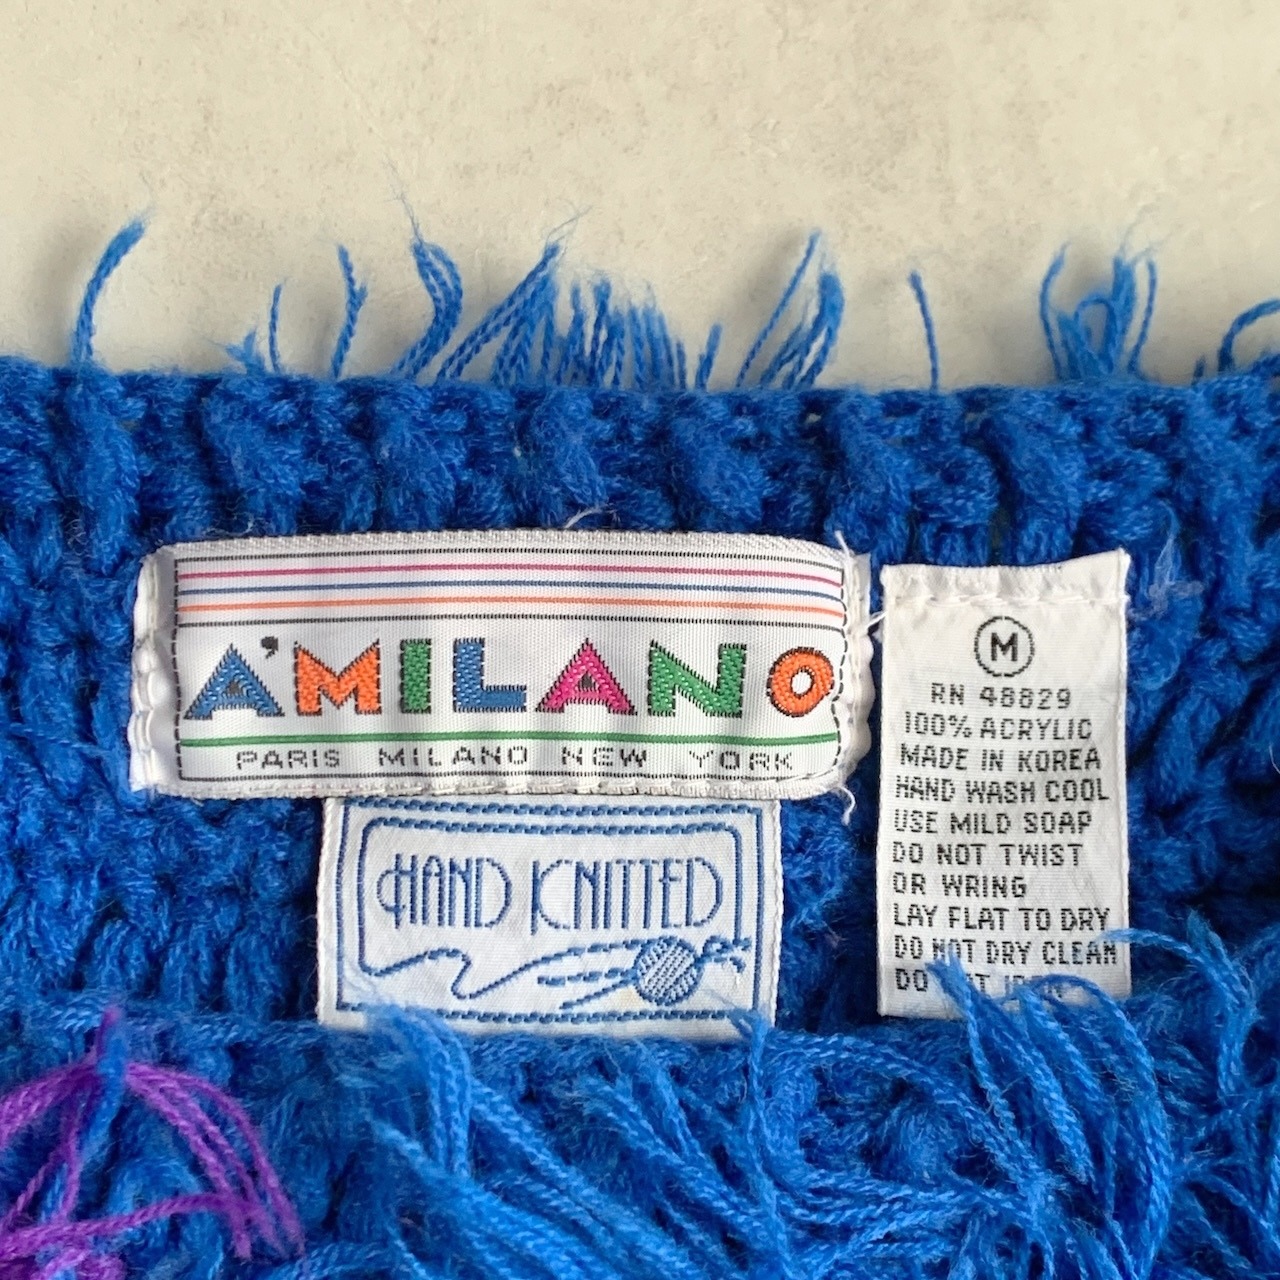 A'MILANO
PARIS MILANO NEW YORK
HAND KNITTED
M
RN 48829
100% ACRYLIC
MADE IN KOREA
HAND WASH COOL
USE MILD SOAP
DO NOT TWIST
OR WRING
LAY FLAT TO DRY
DO NOT DRY CLEAN
DO